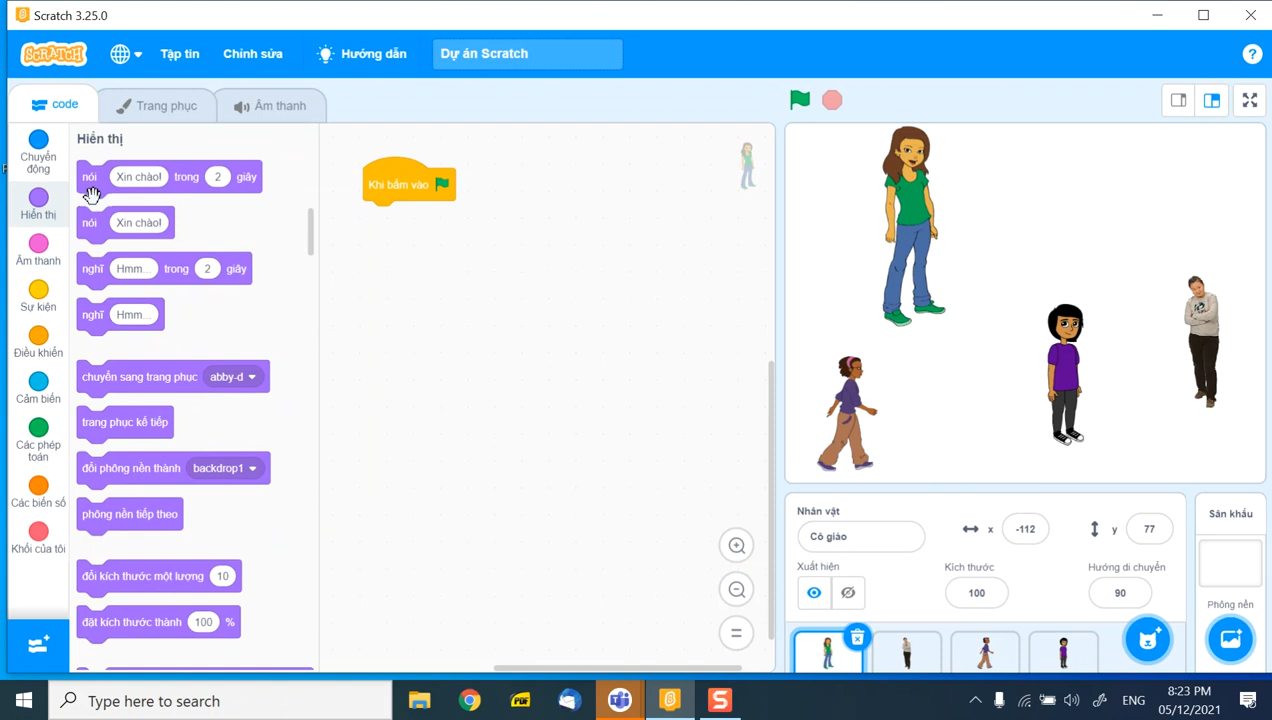 Scratch 3.25.0
SCRATCH
Tập tin
Chỉnh sửa
Hướng dẫn
Dự án Scratch
code
Trang phục
Âm thanh
Chuyển động
Hiển thị
Âm thanh
Sự kiện
Điều khiển
Cảm biến
Các phép toán
Các biến số
Khối của tôi
Hiển thị
nói Xin chào! trong 2 giây
nói Xin chào!
nghĩ Hmm... trong 2 giây
nghĩ Hmm...
chuyển sang trang phục abby-d
trang phục kế tiếp
đổi phông nền thành backdrop1
phông nền tiếp theo
đổi kích thước một lượng 10
đặt kích thước thành 100 %
Khi bấm vào
Nhân vật
Cô giáo
x -112
y 77
Xuất hiện
Kích thước
100
Hướng di chuyển
90
Sân khấu
Phông nền
Type here to search
PDF
S
ENG
8:23 PM
05/12/2021